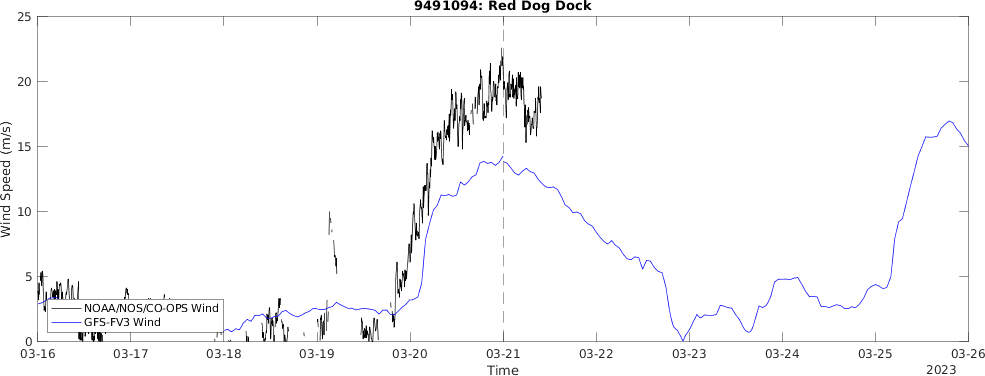 9491094: Red Dog Dock
25
20
15
10
5
0
Wind Speed (m/s)
NOAA/NOS/CO-OPS Wind
GFS-FV3 Wind
03-16 03-17 03-18 03-19 03-20 03-21 03-22 03-23 03-24 03-25 03-26
Time
2023